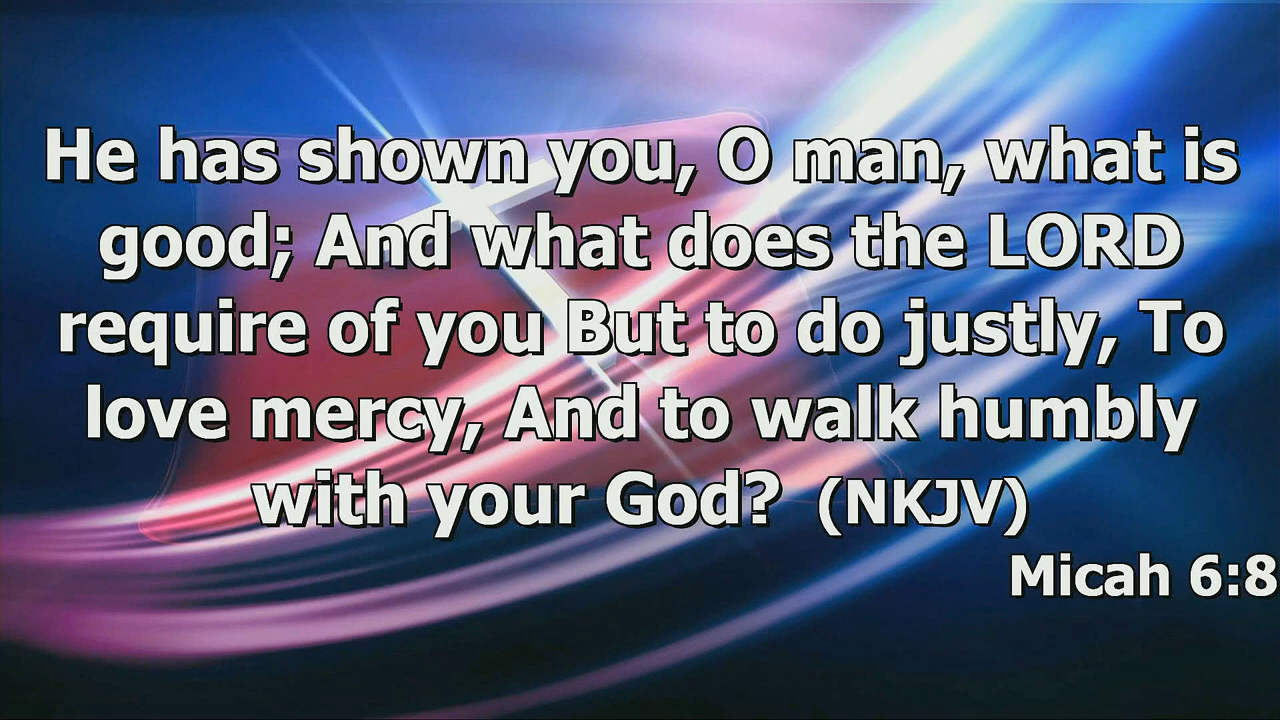 He has shown you, O man, what is
good; And what does the LORD
require of you But to do justly, To
love mercy, And to walk humbly
with your God?  (NKJV)
Micah 6:8